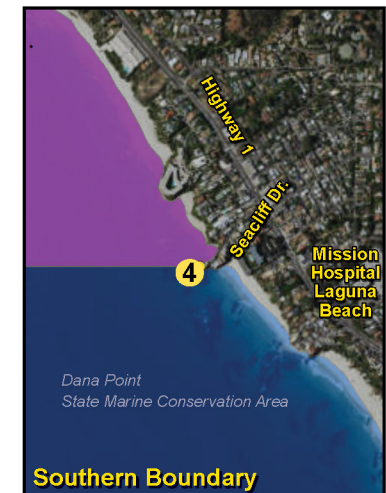 Highway 1
Seacliff Dr.
Mission
Hospital
Laguna
Beach
4
Dana Point
State Marine Conservation Area
Southern Boundary